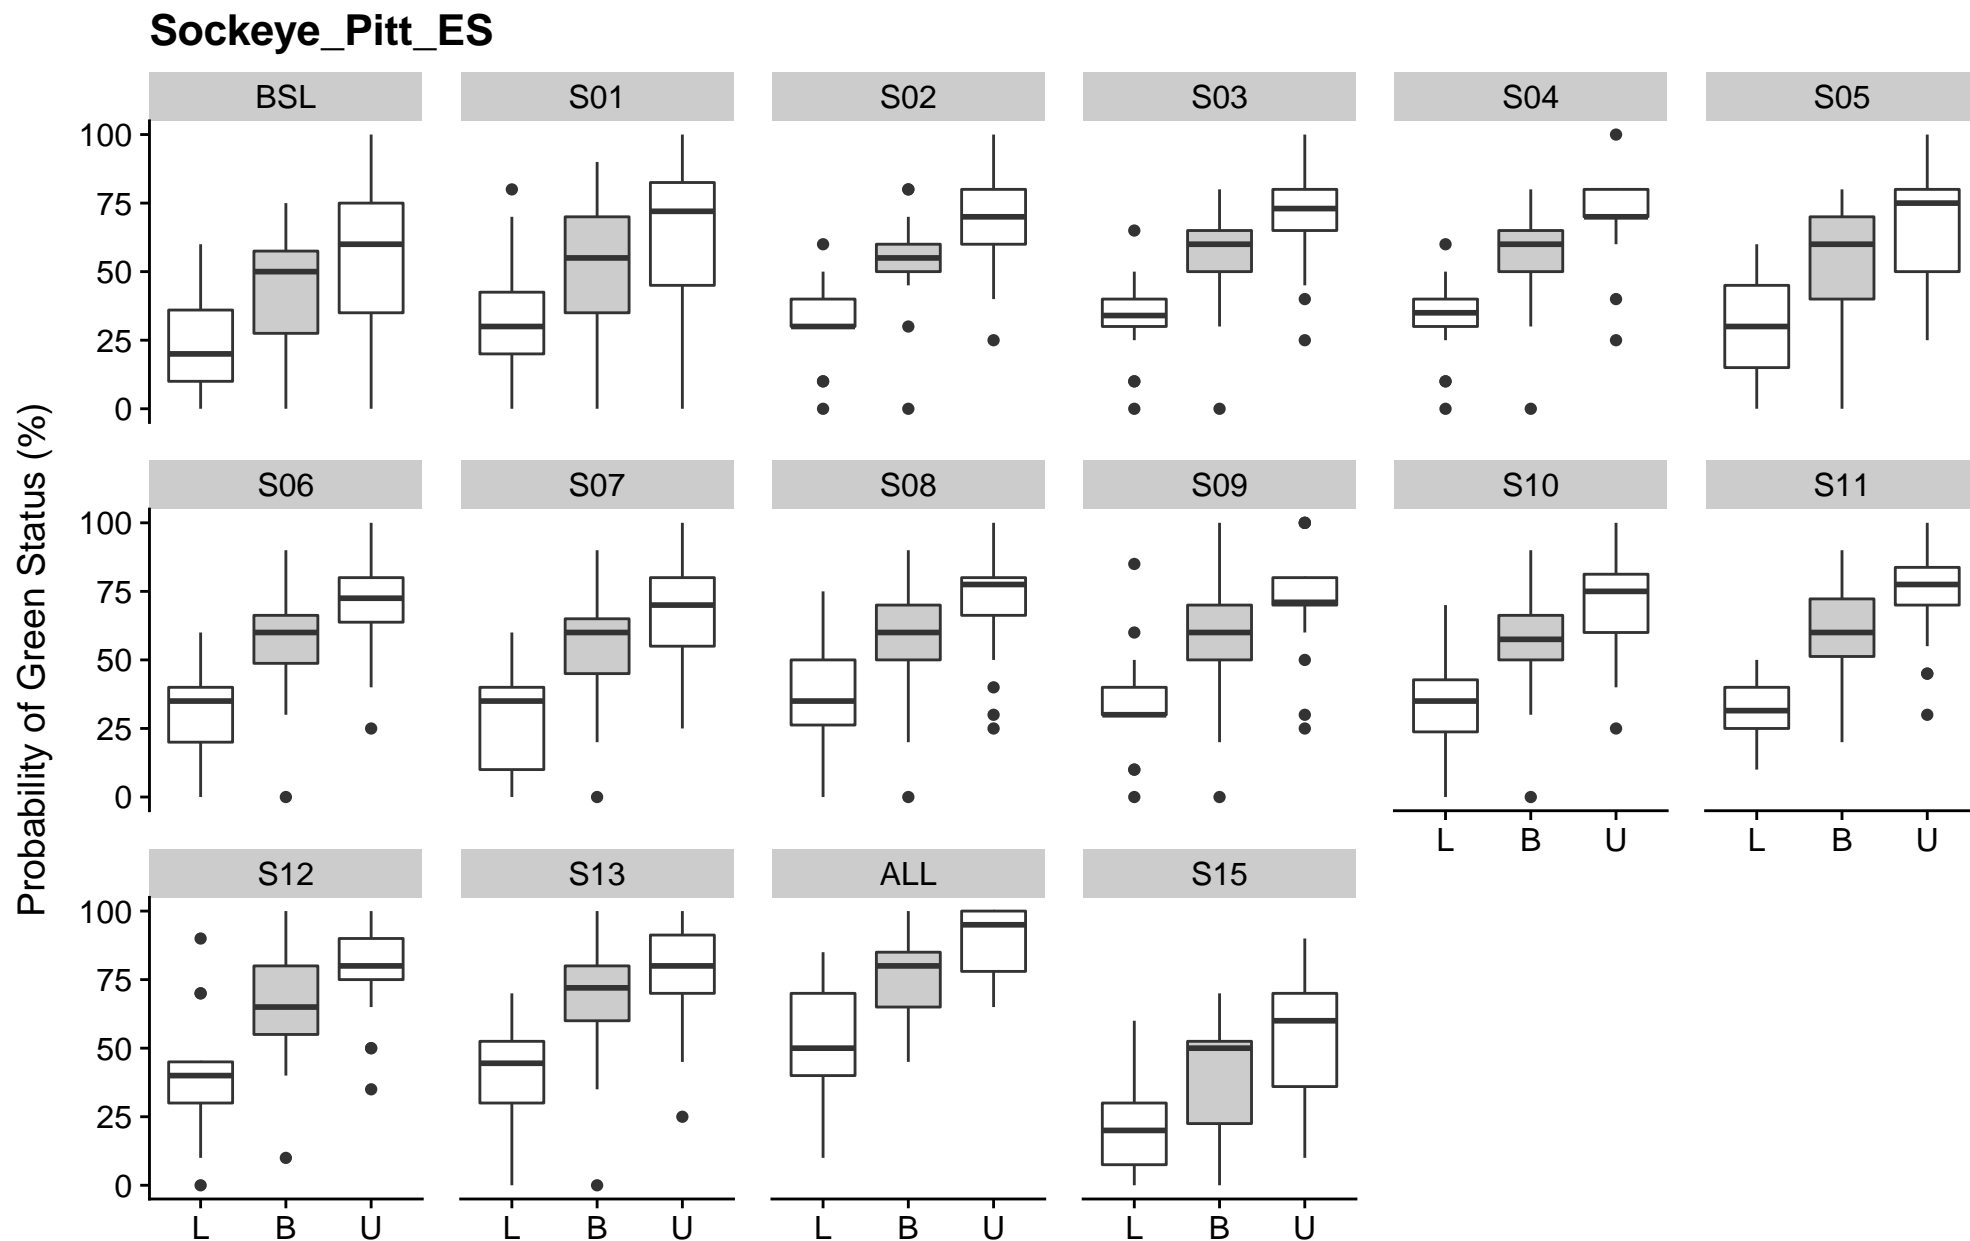 Sockeye_Pitt_ES
BSL S01 S02 S03 S04 S05
100
75
50
25
0
S06 S07 S08 S09 S10 S11
100
75
50
25
0
L B U L B U
S12 S13 ALL S15
100
75
50
25
0
L B U L B U L B U L B U
Probability of Green Status (%)